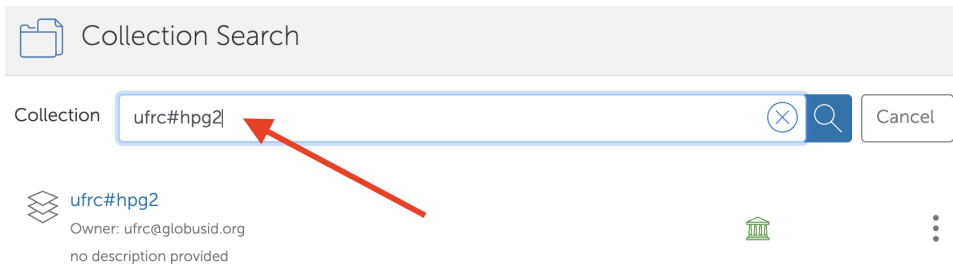 Collection Search
Collection ufrc#hpg2 Cancel
ufrc#hpg2
Owner: ufrc@globusid.org
no description provided